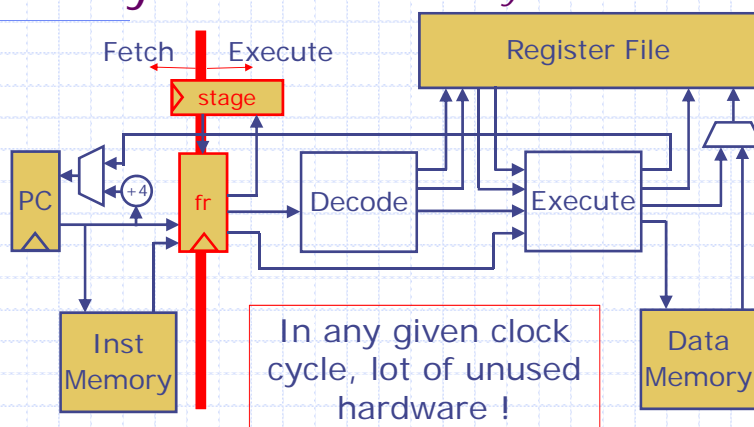 Fetch Execute
Register File
stage
PC
+4
fr
Decode
Execute
Inst
Memory
In any given clock
cycle, lot of unused
hardware !
Data
Memory